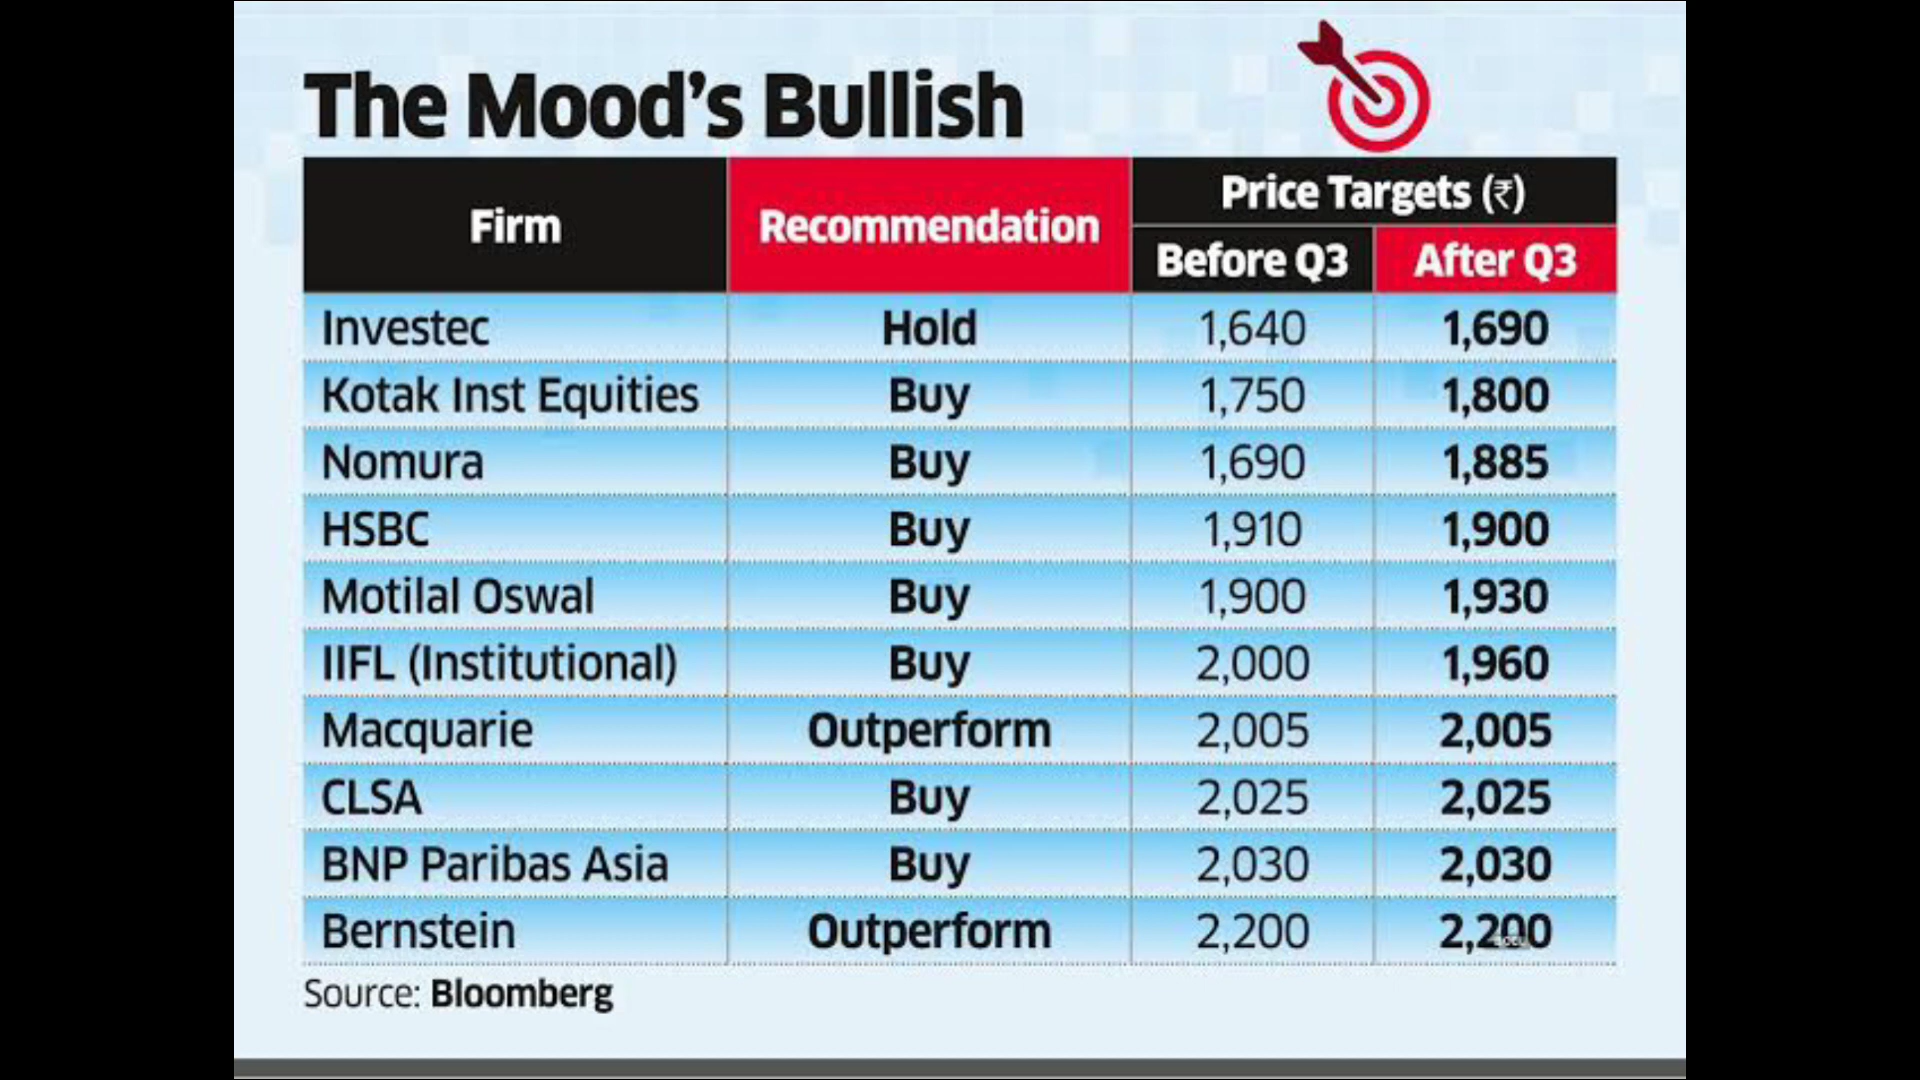 The Mood's Bullish
Firm Recommendation Price Targets (₹)
Before Q3 After Q3
Investec Hold 1,640 1,690
Kotak Inst Equities Buy 1,750 1,800
Nomura Buy 1,690 1,885
HSBC Buy 1,910 1,900
Motilal Oswal Buy 1,900 1,930
IIFL (Institutional) Buy 2,000 1,960
Macquarie Outperform 2,005 2,005
CLSA Buy 2,025 2,025
BNP Paribas Asia Buy 2,030 2,030
Bernstein Outperform 2,200 2,200
Source: Bloomberg